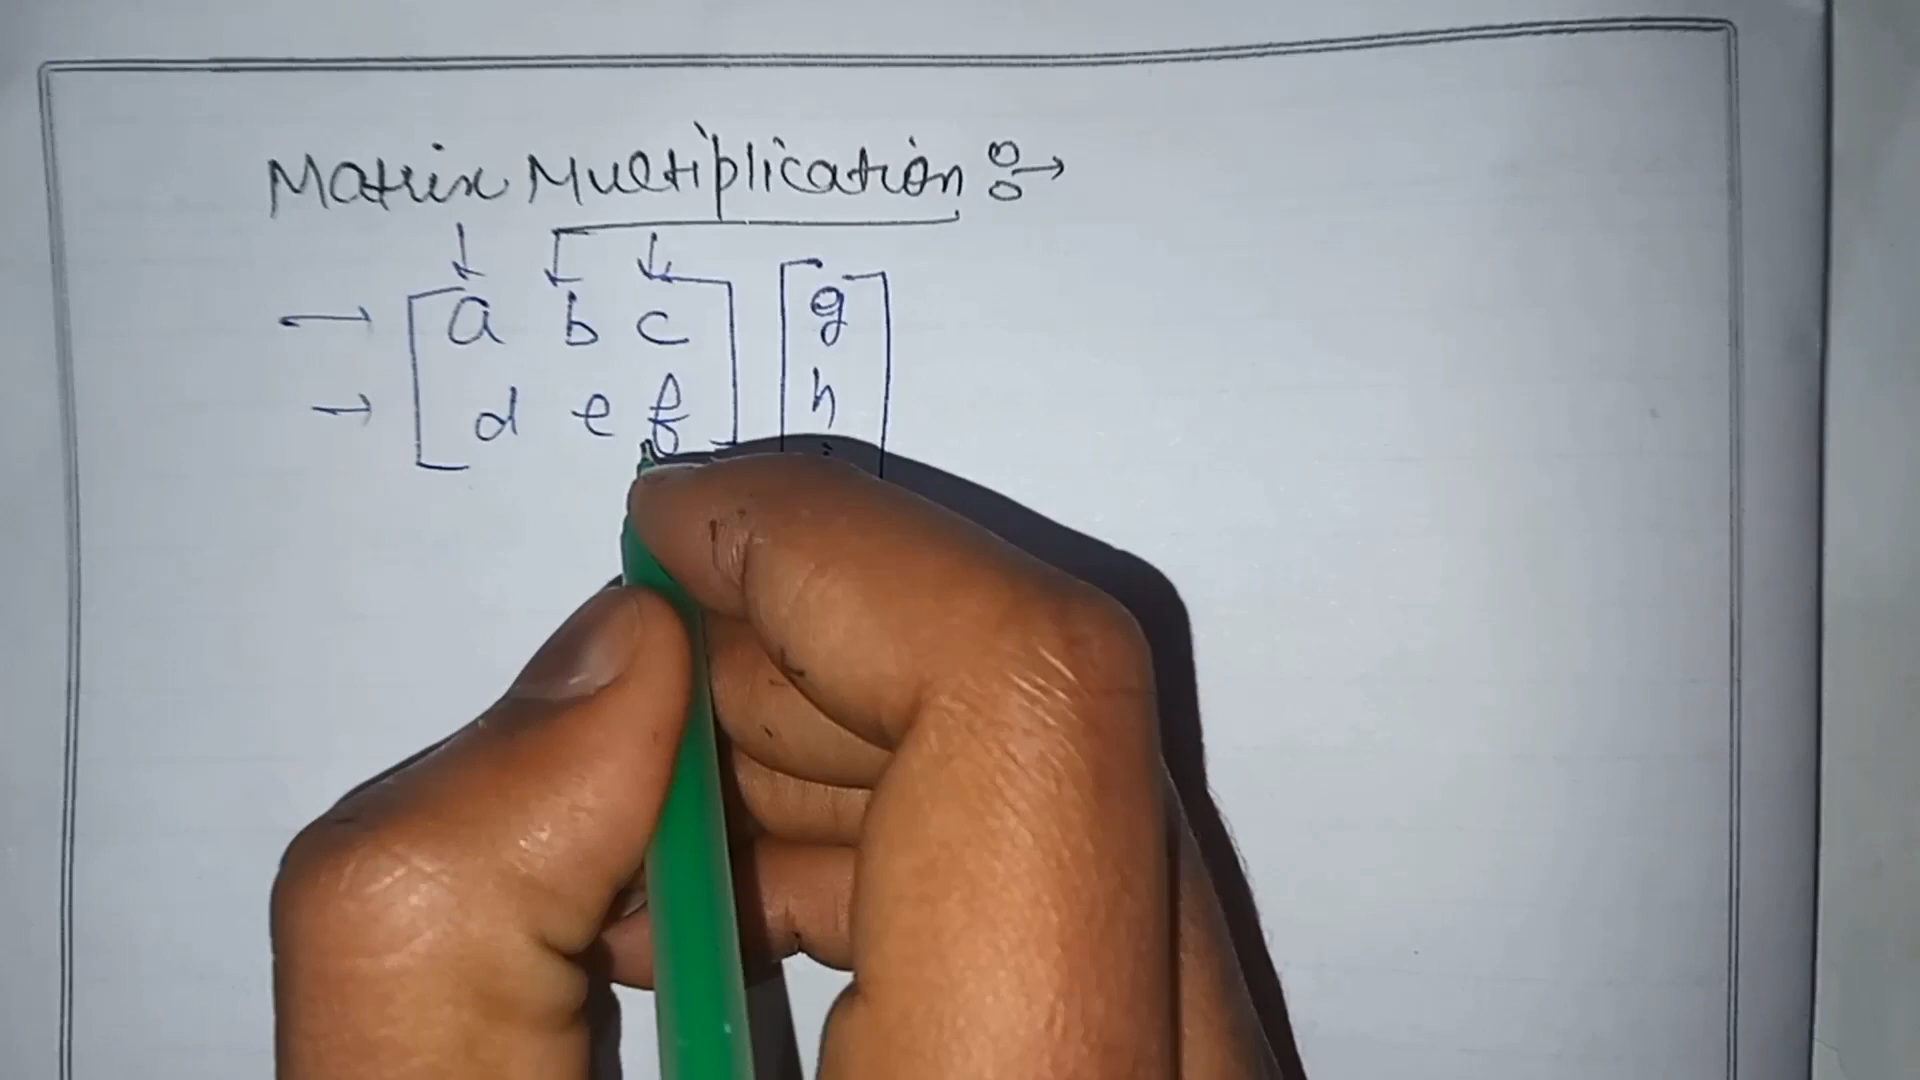 Matrix Multiplication
a b c g
d e f h